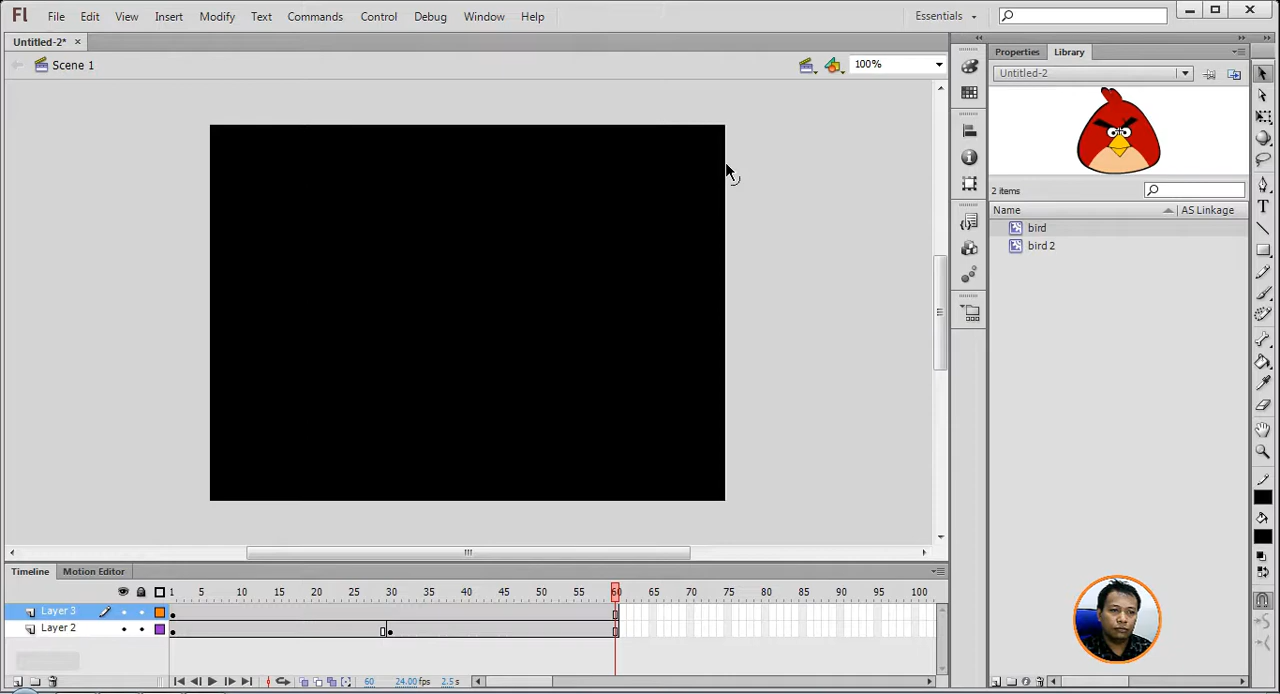 Fl File Edit View Insert Modify Text Commands Control Debug Window Help Essentials
Untitled-2*
Scene 1 100%
Properties Library
Untitled-2
2 items
Name AS Linkage
bird
bird 2
Timeline Motion Editor
1 5 10 15 20 25 30 35 40 45 50 55 60 65 70 75 80 85 90 95 100
Layer 3
Layer 2
60 24.00fps 2.5s